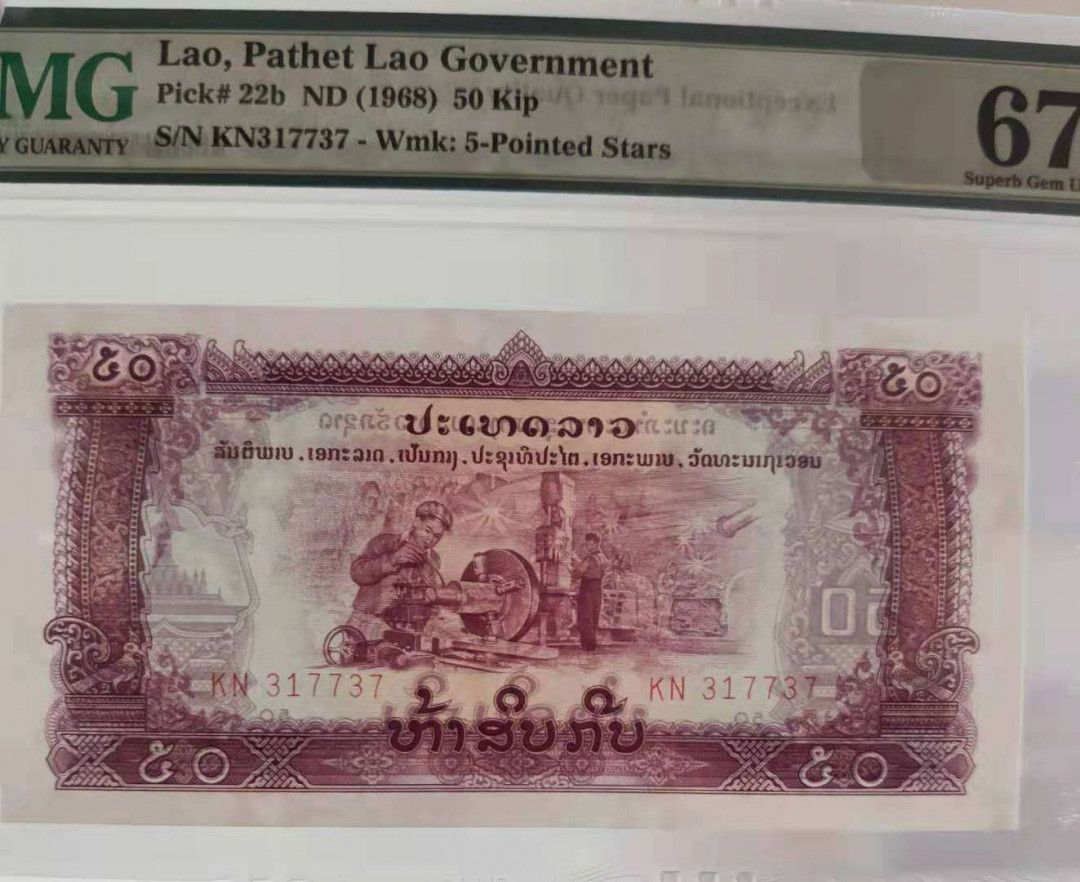 MG
Y GUARANTY
Lao, Pathet Lao Government
Pick# 22b ND (1968) 50 Kip
S/N KN317737 - Wmk: 5-Pointed Stars
67
Superb Gem U
໕໐ ໕໐
ປະເທດລາວ
ສັນຕິພາບ, ເອກະລາດ, ເປັນກາງ, ປະຊາທິປະໄຕ, ເອກະພາບ, ວັດທະນາຖາວອນ
KN 317737 KN 317737
ຫ້າສິບກີບ
໕໐ ໕໐